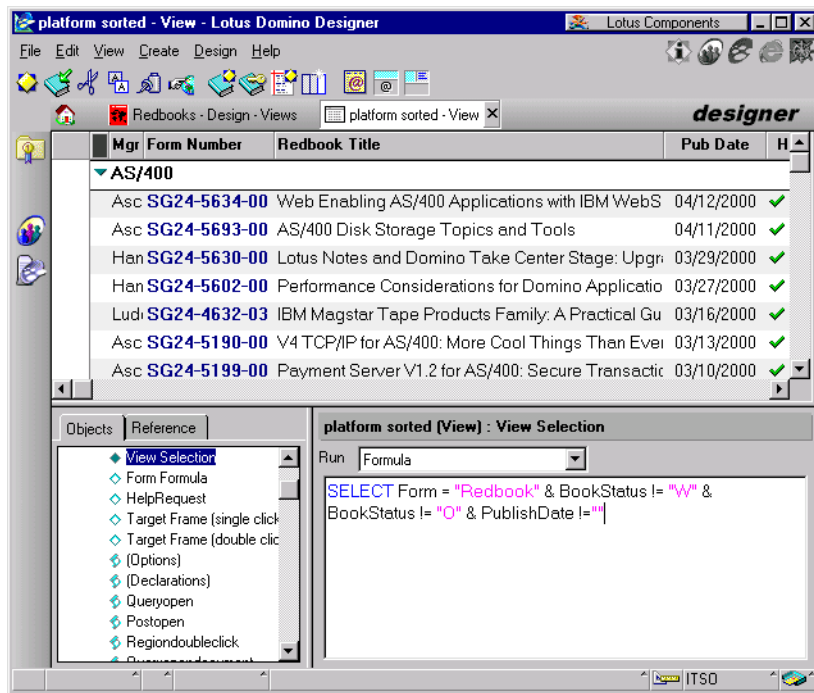 platform sorted - View - Lotus Domino Designer
Lotus Components
File Edit View Create Design Help
Redbooks - Design - Views
platform sorted - View
designer
Mgr Form Number Redbook Title Pub Date H
AS/400
Asc SG24-5634-00 Web Enabling AS/400 Applications with IBM WebS 04/12/2000
Asc SG24-5693-00 AS/400 Disk Storage Topics and Tools 04/11/2000
Han SG24-5630-00 Lotus Notes and Domino Take Center Stage: Upgr 03/29/2000
Han SG24-5602-00 Performance Considerations for Domino Applicatio 03/27/2000
Lud SG24-4632-03 IBM Magstar Tape Products Family: A Practical Gu 03/16/2000
Asc SG24-5190-00 V4 TCP/IP for AS/400: More Cool Things Than Ever 03/13/2000
Asc SG24-5199-00 Payment Server V1.2 for AS/400: Secure Transactic 03/10/2000
Objects Reference
platform sorted (View) : View Selection
View Selection
Form Formula
HelpRequest
Target Frame (single click
Target Frame (double clic
(Options)
(Declarations)
Queryopen
Postopen
Regiondoubleclick
Run Formula
SELECT Form = "Redbook" & BookStatus != "W" &
BookStatus != "O" & PublishDate !=""
ITSO